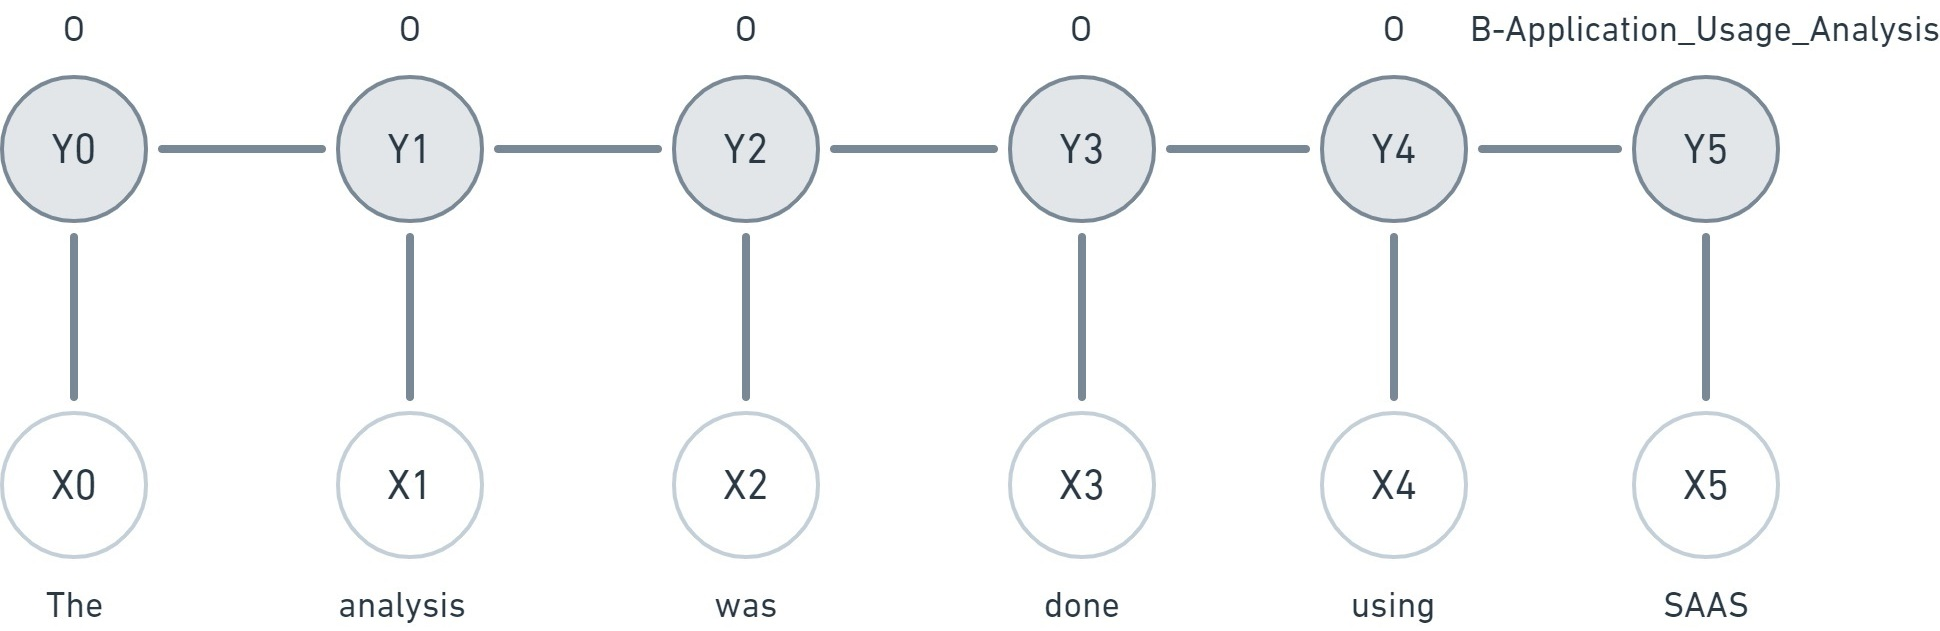 O O O O O B-Application_Usage_Analysis
Y0 Y1 Y2 Y3 Y4 Y5
X0 X1 X2 X3 X4 X5
The analysis was done using SAAS